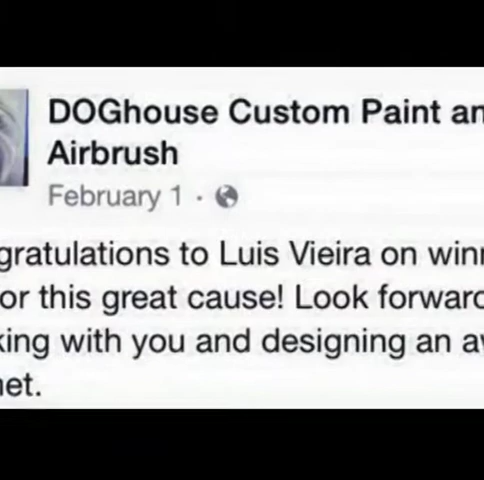 DOGhouse Custom Paint an
Airbrush
February 1 ·
gratulations to Luis Vieira on winn
or this great cause! Look forward
king with you and designing an a
net.